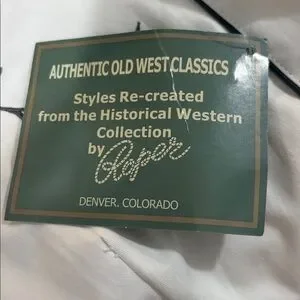 AUTHENTIC OLD WEST CLASSICS
Styles Re-created
from the Historical Western
Collection
by Roper
DENVER. COLORADO